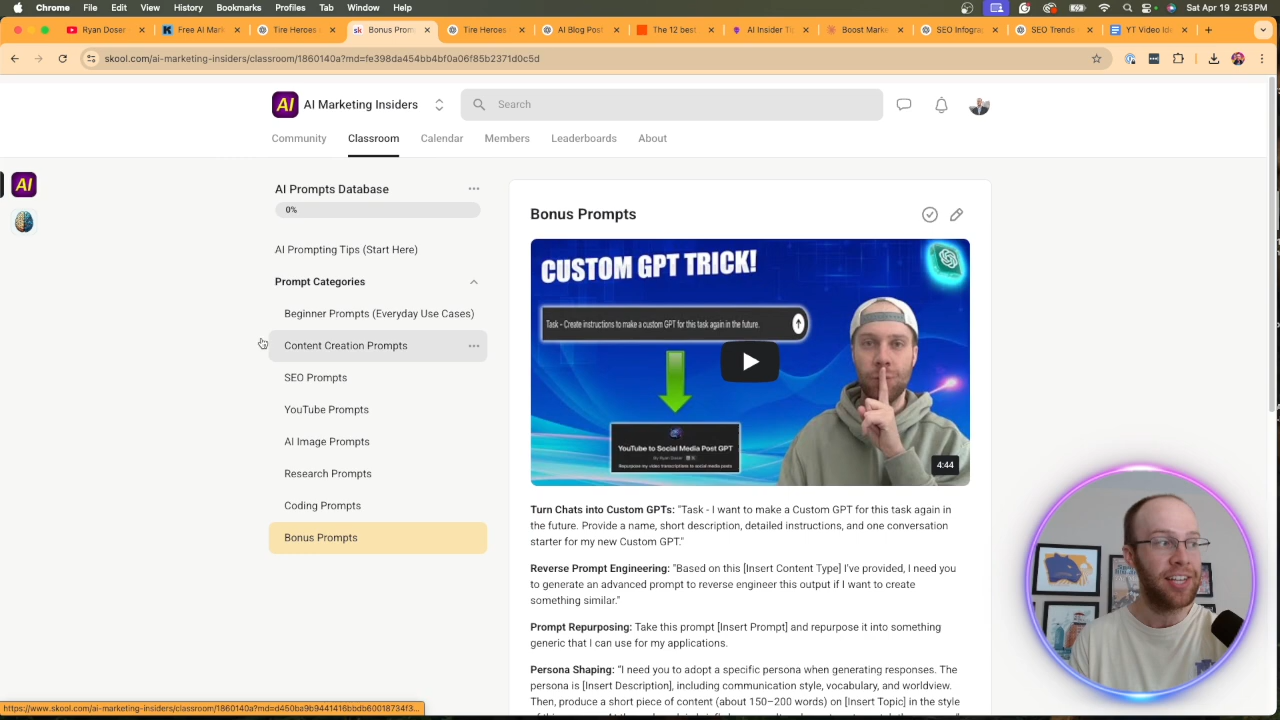 Chrome File Edit View History Bookmarks Profiles Tab Window Help
Sat Apr 19 2:53 PM
Ryan Doser
Free AI Mark
Tire Heroes
Bonus Prom
Tire Heroes
AI Blog Post
The 12 best
AI Insider Ti
Boost Marke
SEO Infogra
SEO Trends
YT Video Ide
skool.com/ai-marketing-insiders/classroom/1860140a?md=fe398da454bb4bf0a06f85b2371d0c5d
AI
AI Marketing Insiders
Search
Community Classroom Calendar Members Leaderboards About
AI
AI Prompts Database
0%
AI Prompting Tips (Start Here)
Prompt Categories
Beginner Prompts (Everyday Use Cases)
Content Creation Prompts
SEO Prompts
YouTube Prompts
AI Image Prompts
Research Prompts
Coding Prompts
Bonus Prompts
Bonus Prompts
CUSTOM GPT TRICK!
Task - Create instructions to make a custom GPT for this task again in the future.
YouTube to Social Media Post GPT
Repurpose my video transcriptions to social media posts
4:44
Turn Chats into Custom GPTs: "Task - I want to make a Custom GPT for this task again in
the future. Provide a name, short description, detailed instructions, and one conversation
starter for my new Custom GPT."
Reverse Prompt Engineering: "Based on this [Insert Content Type] I've provided, I need you
to generate an advanced prompt to reverse engineer this output if I want to create
something similar."
Prompt Repurposing: Take this prompt [Insert Prompt] and repurpose it into something
generic that I can use for my applications.
Persona Shaping: "I need you to adopt a specific persona when generating responses. The
persona is [Insert Description], including communication style, vocabulary, and worldview.
Then, produce a short piece of content (about 150–200 words) on [Insert Topic] in the style
https://www.skool.com/ai-marketing-insiders/classroom/1860140a?md=d450ba9b9441416bbdb60018734f3...